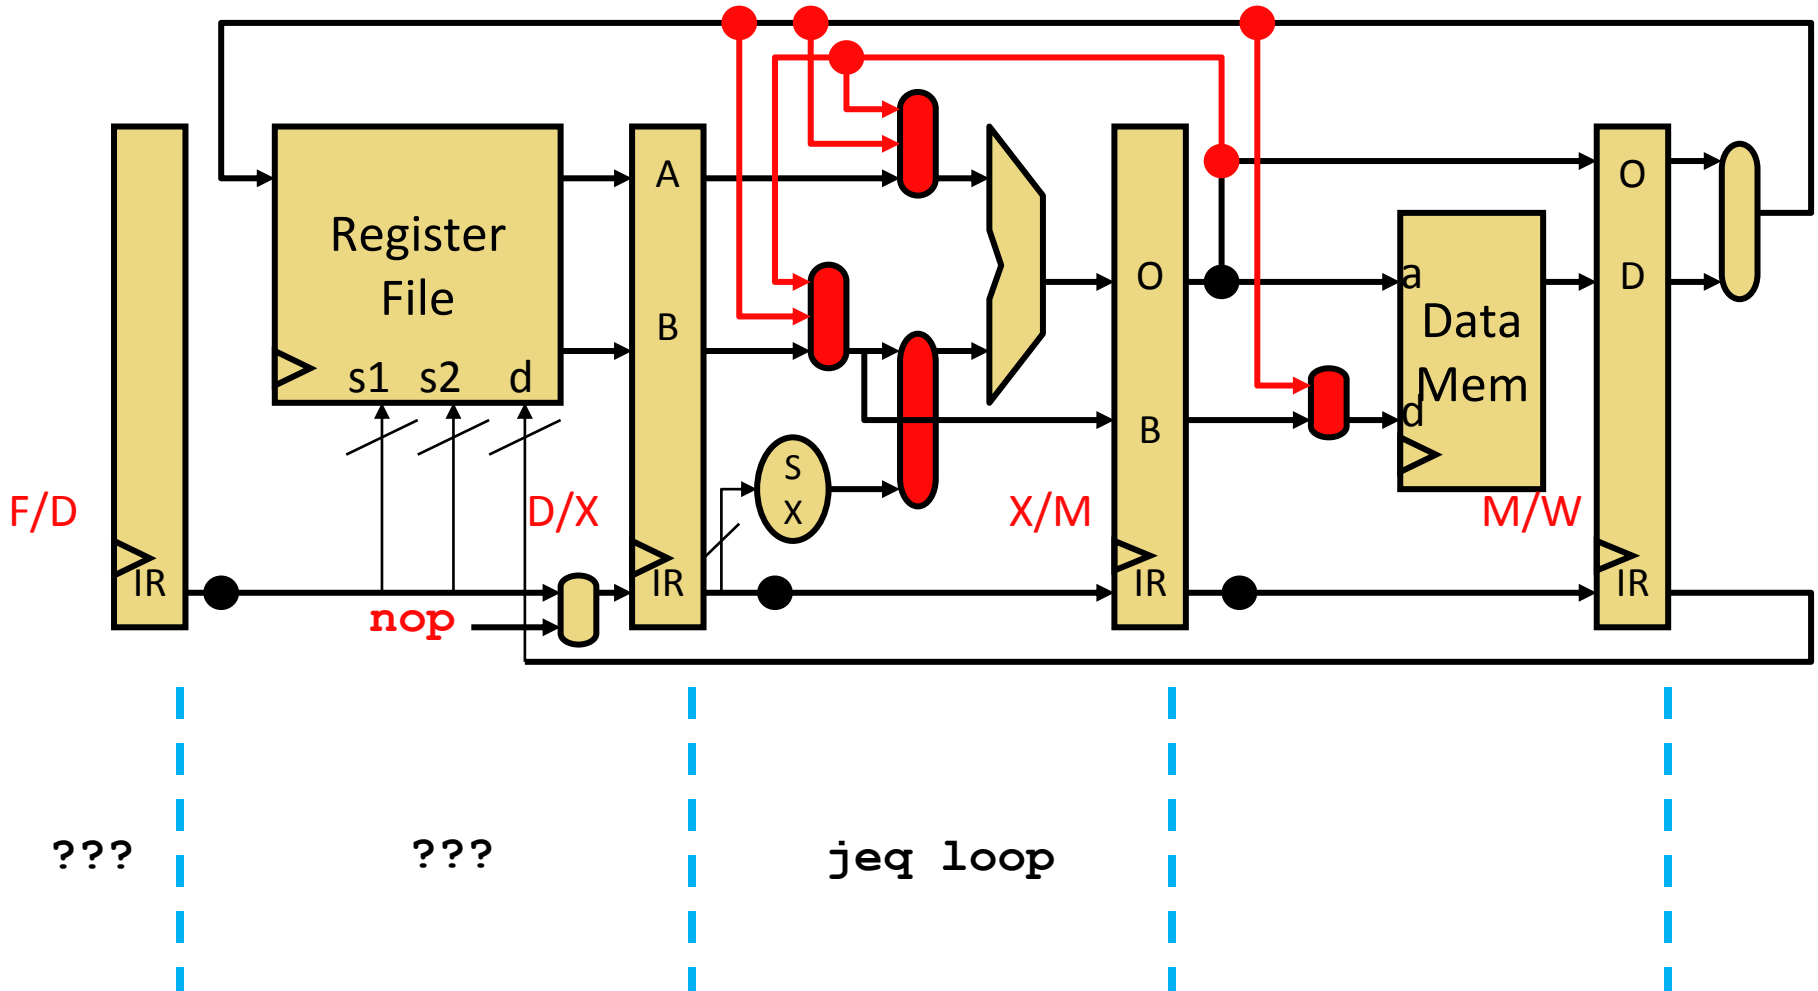 A
O
Register
File
O
D
B
a
Data
Mem
s1 s2 d
d
B
S
X
F/D
D/X
X/M
M/W
IR
IR
IR
IR
nop
???
???
jeq loop